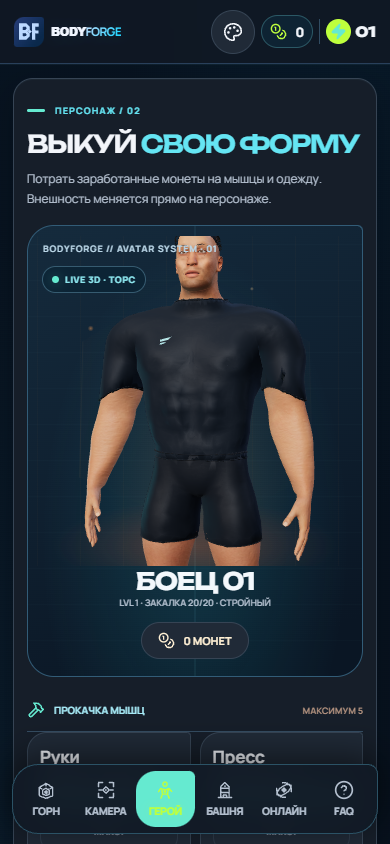 BF BODYFORGE
0
01
ПЕРСОНАЖ / 02
ВЫКУЙ СВОЮ ФОРМУ
Потрать заработанные монеты на мышцы и одежду.
Внешность меняется прямо на персонаже.
BODYFORGE // AVATAR SYSTEM . 01
LIVE 3D · ТОРС
БОЕЦ 01
LVL 1 · ЗАКАЛКА 20/20 · СТРОЙНЫЙ
0 МОНЕТ
ПРОКАЧКА МЫШЦ
МАКСИМУМ 5
Руки
Пресс
ГОРН
КАМЕРА
ГЕРОЙ
БАШНЯ
ОНЛАЙН
FAQ